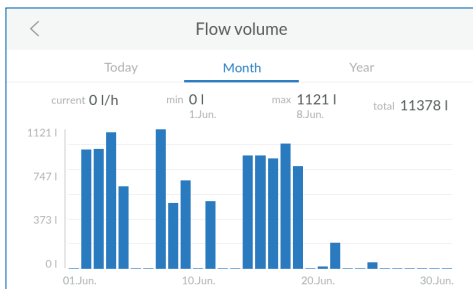 Flow volume
Today Month Year
current 0 l/h min 0 l max 1121 l total 11378 l
1.Jun. 8.Jun.
1121 l
747 l
373 l
0 l
01.Jun. 10.Jun. 20.Jun. 30.Jun.